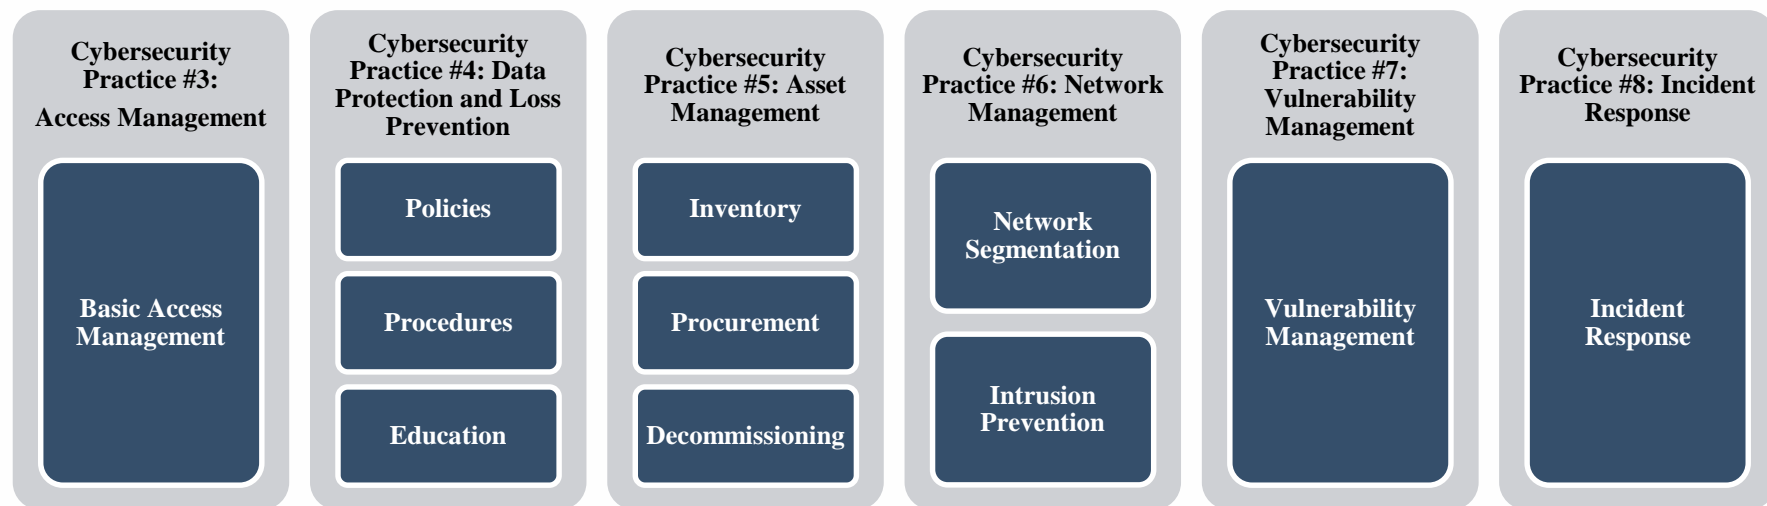 Cybersecurity
Practice #3:
Access Management
Basic Access
Management
Cybersecurity
Practice #4: Data
Protection and Loss
Prevention
Policies
Procedures
Education
Cybersecurity
Practice #5: Asset
Management
Inventory
Procurement
Decommissioning
Cybersecurity
Practice #6: Network
Management
Network
Segmentation
Intrusion
Prevention
Cybersecurity
Practice #7:
Vulnerability
Management
Vulnerability
Management
Cybersecurity
Practice #8: Incident
Response
Incident
Response